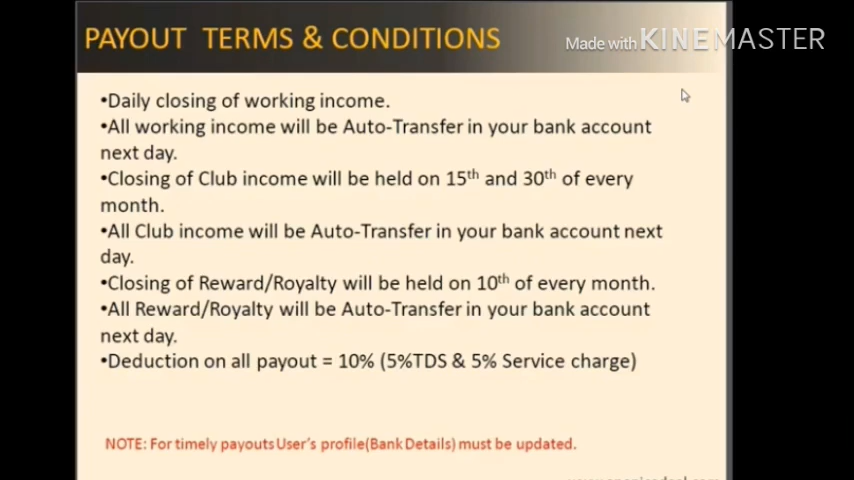 PAYOUT TERMS & CONDITIONS
Made with KINEMASTER
•Daily closing of working income.
•All working income will be Auto-Transfer in your bank account
next day.
•Closing of Club income will be held on 15th and 30th of every
month.
•All Club income will be Auto-Transfer in your bank account next
day.
•Closing of Reward/Royalty will be held on 10th of every month.
•All Reward/Royalty will be Auto-Transfer in your bank account
next day.
•Deduction on all payout = 10% (5%TDS & 5% Service charge)
NOTE: For timely payouts User's profile(Bank Details) must be updated.